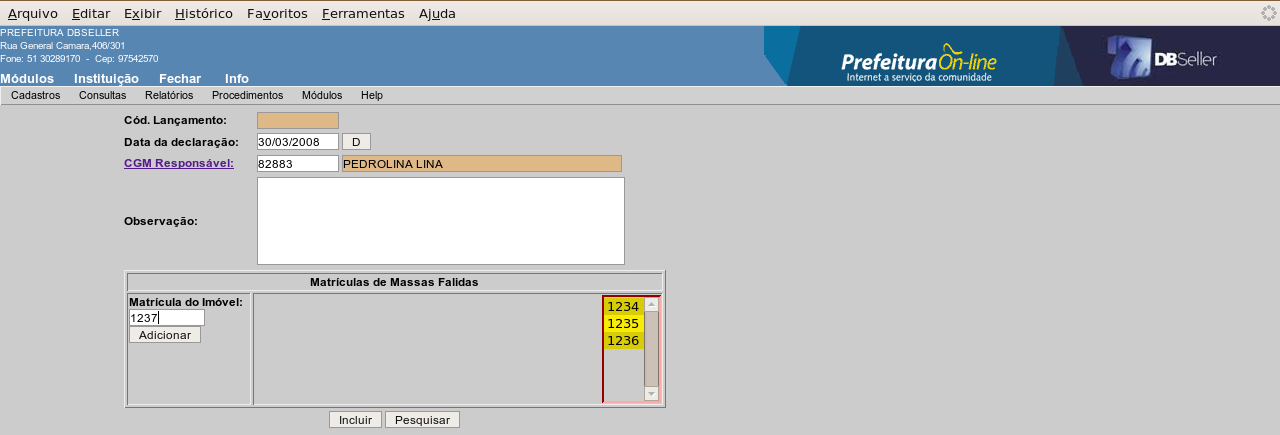 Arquivo Editar Exibir Histórico Favoritos Ferramentas Ajuda
PREFEITURA DBSELLER
Rua General Camara,406/301
Fone: 51 30289170 - Cep: 97542570
Módulos Instituição Fechar Info
PrefeituraOn-line
Internet a serviço da comunidade
DBSeller
Cadastros Consultas Relatórios Procedimentos Módulos Help
Cód. Lançamento:
Data da declaração: 30/03/2008 D
CGM Responsável: 82883 PEDROLINA LINA
Observação:
Matrículas de Massas Falidas
Matrícula do Imóvel:
1237
Adicionar
1234
1235
1236
Incluir Pesquisar